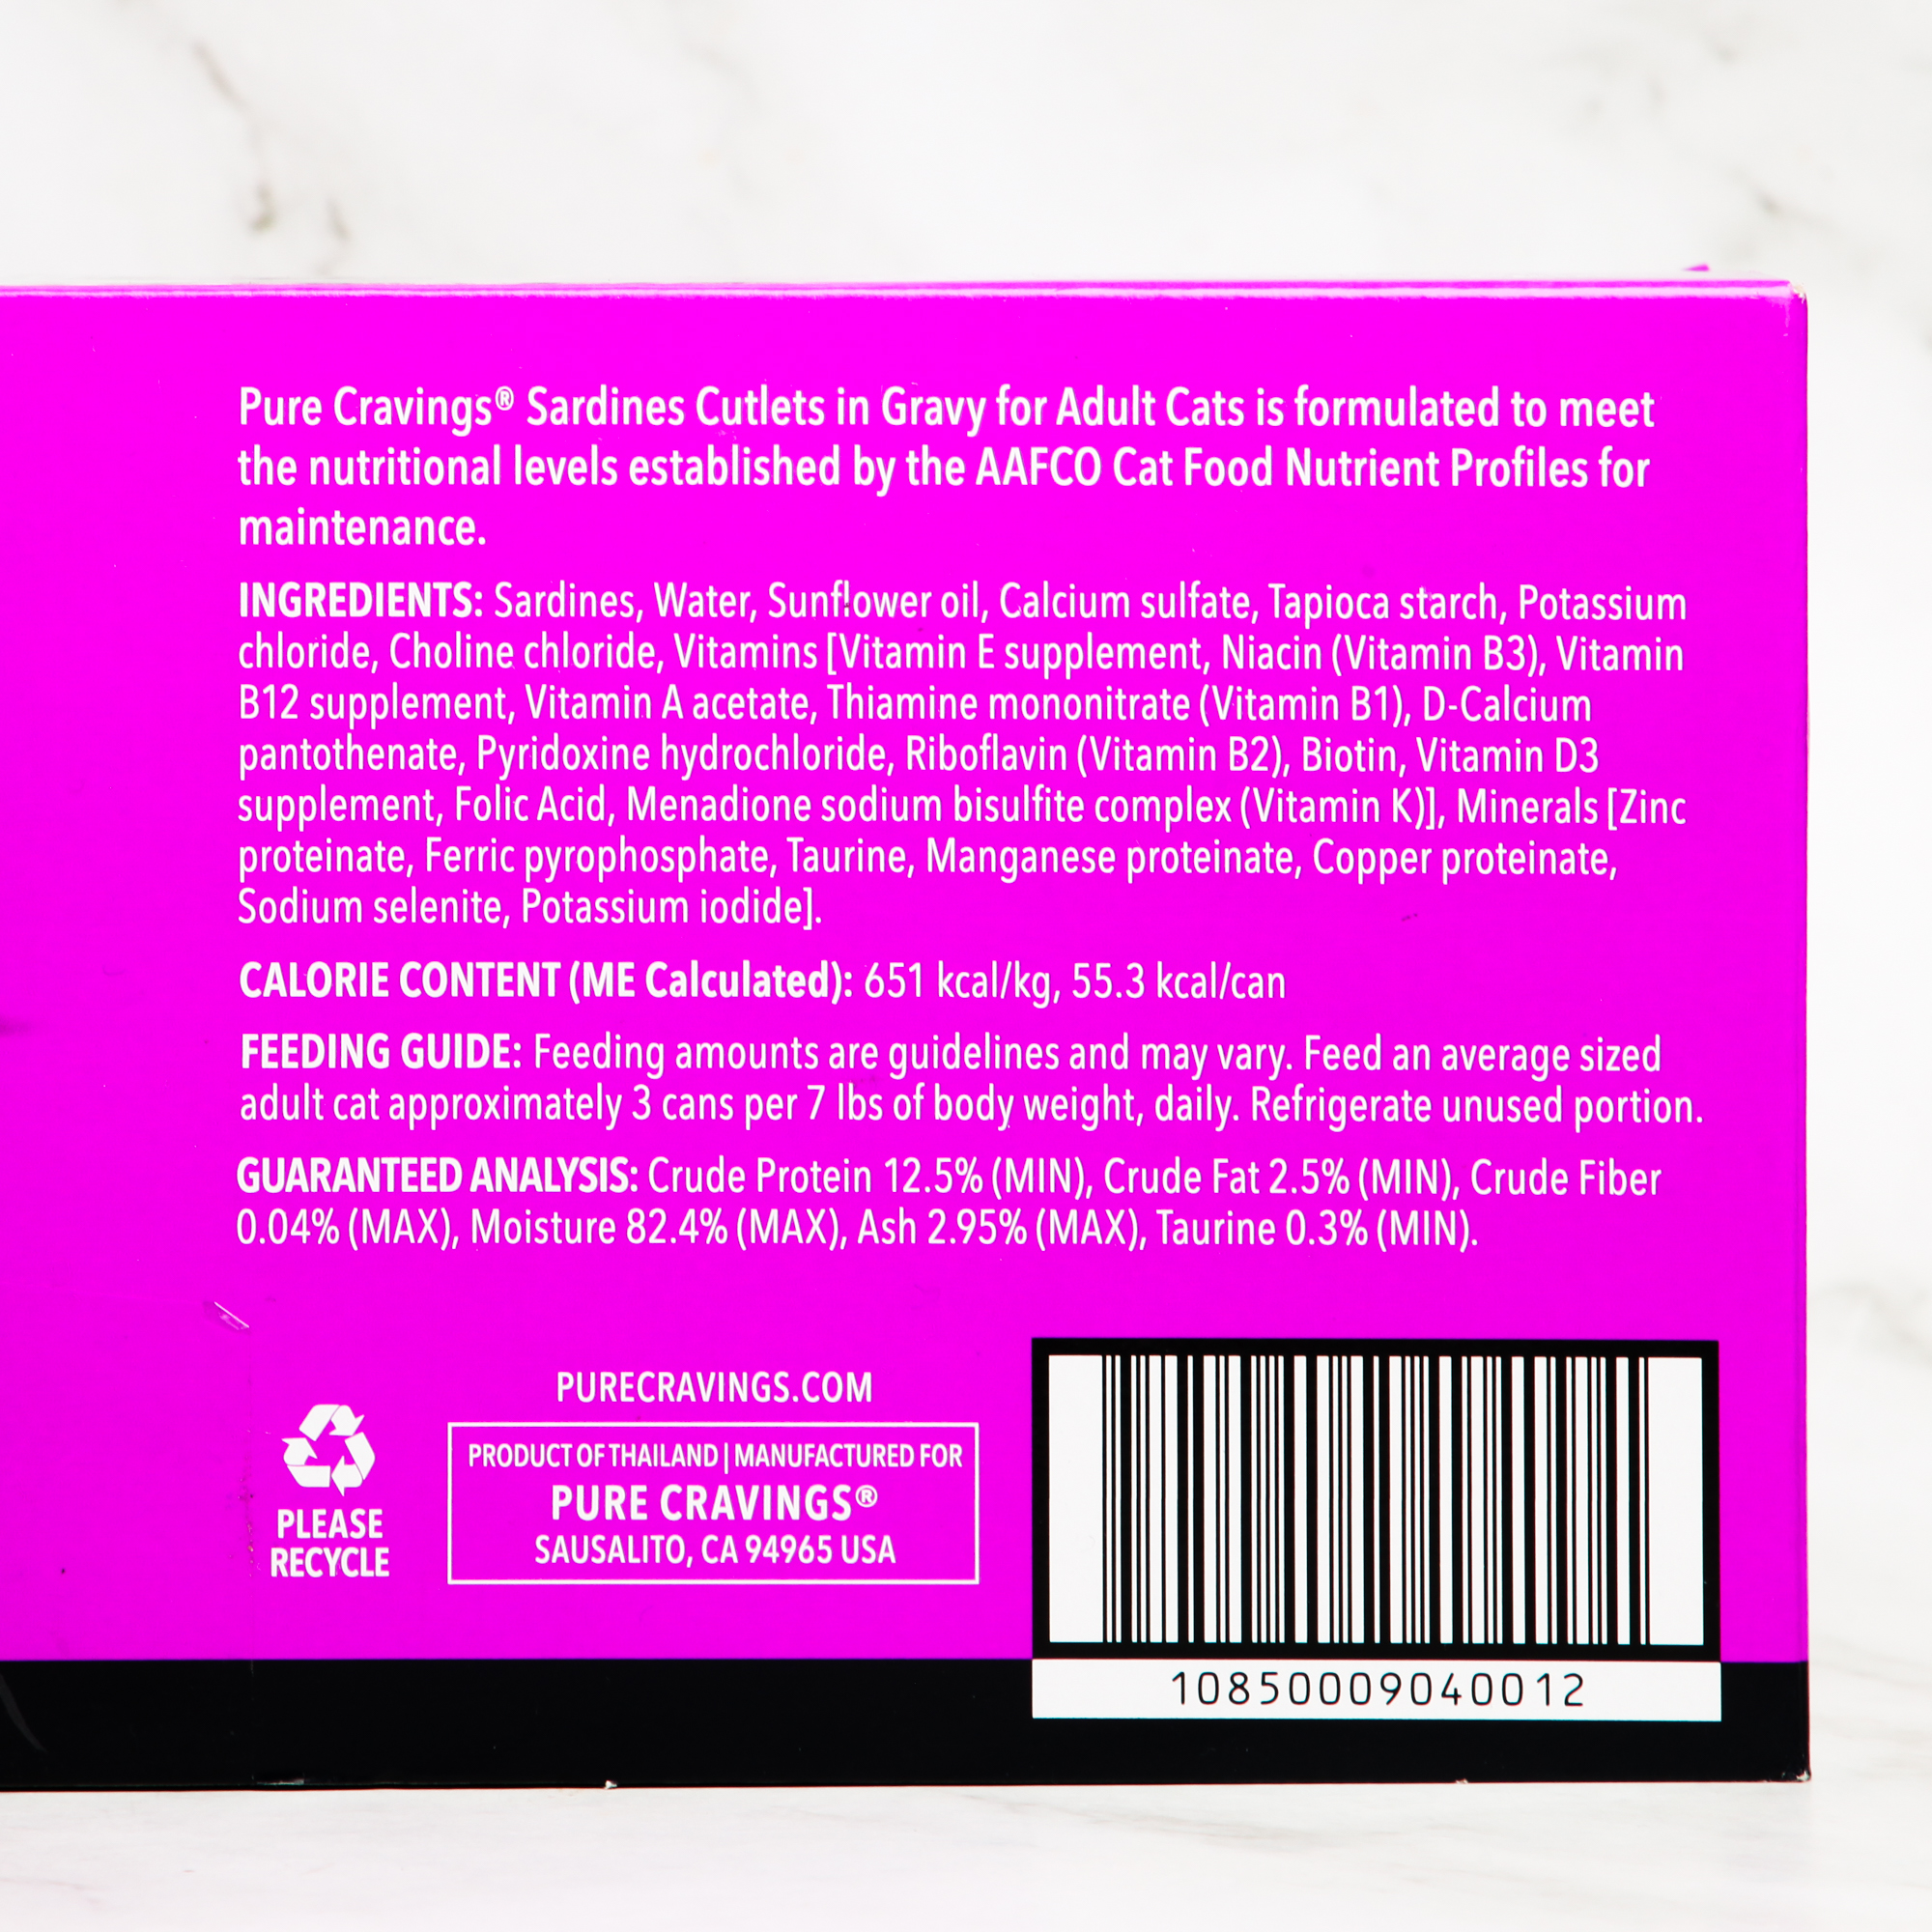 Pure Cravings® Sardines Cutlets in Gravy for Adult Cats is formulated to meet
the nutritional levels established by the AAFCO Cat Food Nutrient Profiles for
maintenance.
INGREDIENTS: Sardines, Water, Sunflower oil, Calcium sulfate, Tapioca starch, Potassium
chloride, Choline chloride, Vitamins [Vitamin E supplement, Niacin (Vitamin B3), Vitamin
B12 supplement, Vitamin A acetate, Thiamine mononitrate (Vitamin B1), D-Calcium
pantothenate, Pyridoxine hydrochloride, Riboflavin (Vitamin B2), Biotin, Vitamin D3
supplement, Folic Acid, Menadione sodium bisulfite complex (Vitamin K)], Minerals [Zinc
proteinate, Ferric pyrophosphate, Taurine, Manganese proteinate, Copper proteinate,
Sodium selenite, Potassium iodide].
CALORIE CONTENT (ME Calculated): 651 kcal/kg, 55.3 kcal/can
FEEDING GUIDE: Feeding amounts are guidelines and may vary. Feed an average sized
adult cat approximately 3 cans per 7 lbs of body weight, daily. Refrigerate unused portion.
GUARANTEED ANALYSIS: Crude Protein 12.5% (MIN), Crude Fat 2.5% (MIN), Crude Fiber
0.04% (MAX), Moisture 82.4% (MAX), Ash 2.95% (MAX), Taurine 0.3% (MIN).
PLEASE
RECYCLE
PURECRAVINGS.COM
PRODUCT OF THAILAND | MANUFACTURED FOR
PURE CRAVINGS®
SAUSALITO, CA 94965 USA
10850009040012